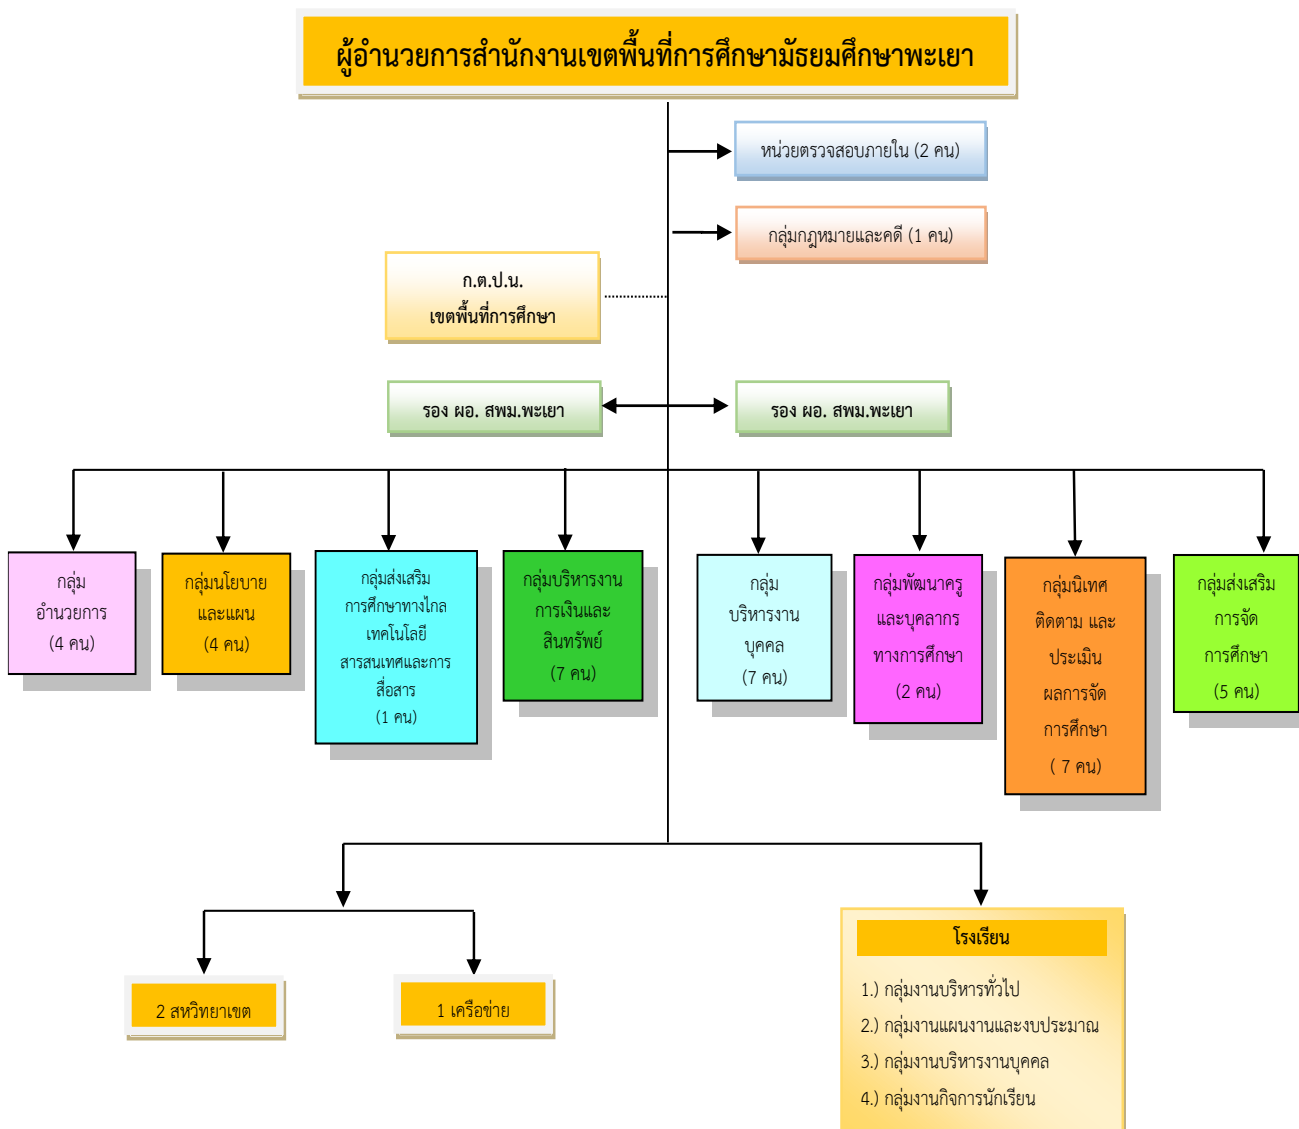 ผู้อำนวยการสำนักงานเขตพื้นที่การศึกษามัธยมศึกษาพะเยา
หน่วยตรวจสอบภายใน (2 คน)
กลุ่มกฎหมายและคดี (1 คน)
ก.ต.ป.น.
เขตพื้นที่การศึกษา
รอง ผอ. สพม.พะเยา
รอง ผอ. สพม.พะเยา
กลุ่ม
อำนวยการ
(4 คน)
กลุ่มนโยบาย
และแผน
(4 คน)
กลุ่มส่งเสริม
การศึกษาทางไกล
เทคโนโลยี
สารสนเทศและการ
สื่อสาร
(1 คน)
กลุ่มบริหารงาน
การเงินและ
สินทรัพย์
(7 คน)
กลุ่ม
บริหารงาน
บุคคล
(7 คน)
กลุ่มพัฒนาครู
และบุคลากร
ทางการศึกษา
(2 คน)
กลุ่มนิเทศ
ติดตาม และ
ประเมิน
ผลการจัด
การศึกษา
( 7 คน)
กลุ่มส่งเสริม
การจัด
การศึกษา
(5 คน)
2 สหวิทยาเขต
1 เครือข่าย
โรงเรียน
1.) กลุ่มงานบริหารทั่วไป
2.) กลุ่มงานแผนงานและงบประมาณ
3.) กลุ่มงานบริหารงานบุคคล
4.) กลุ่มงานกิจการนักเรียน